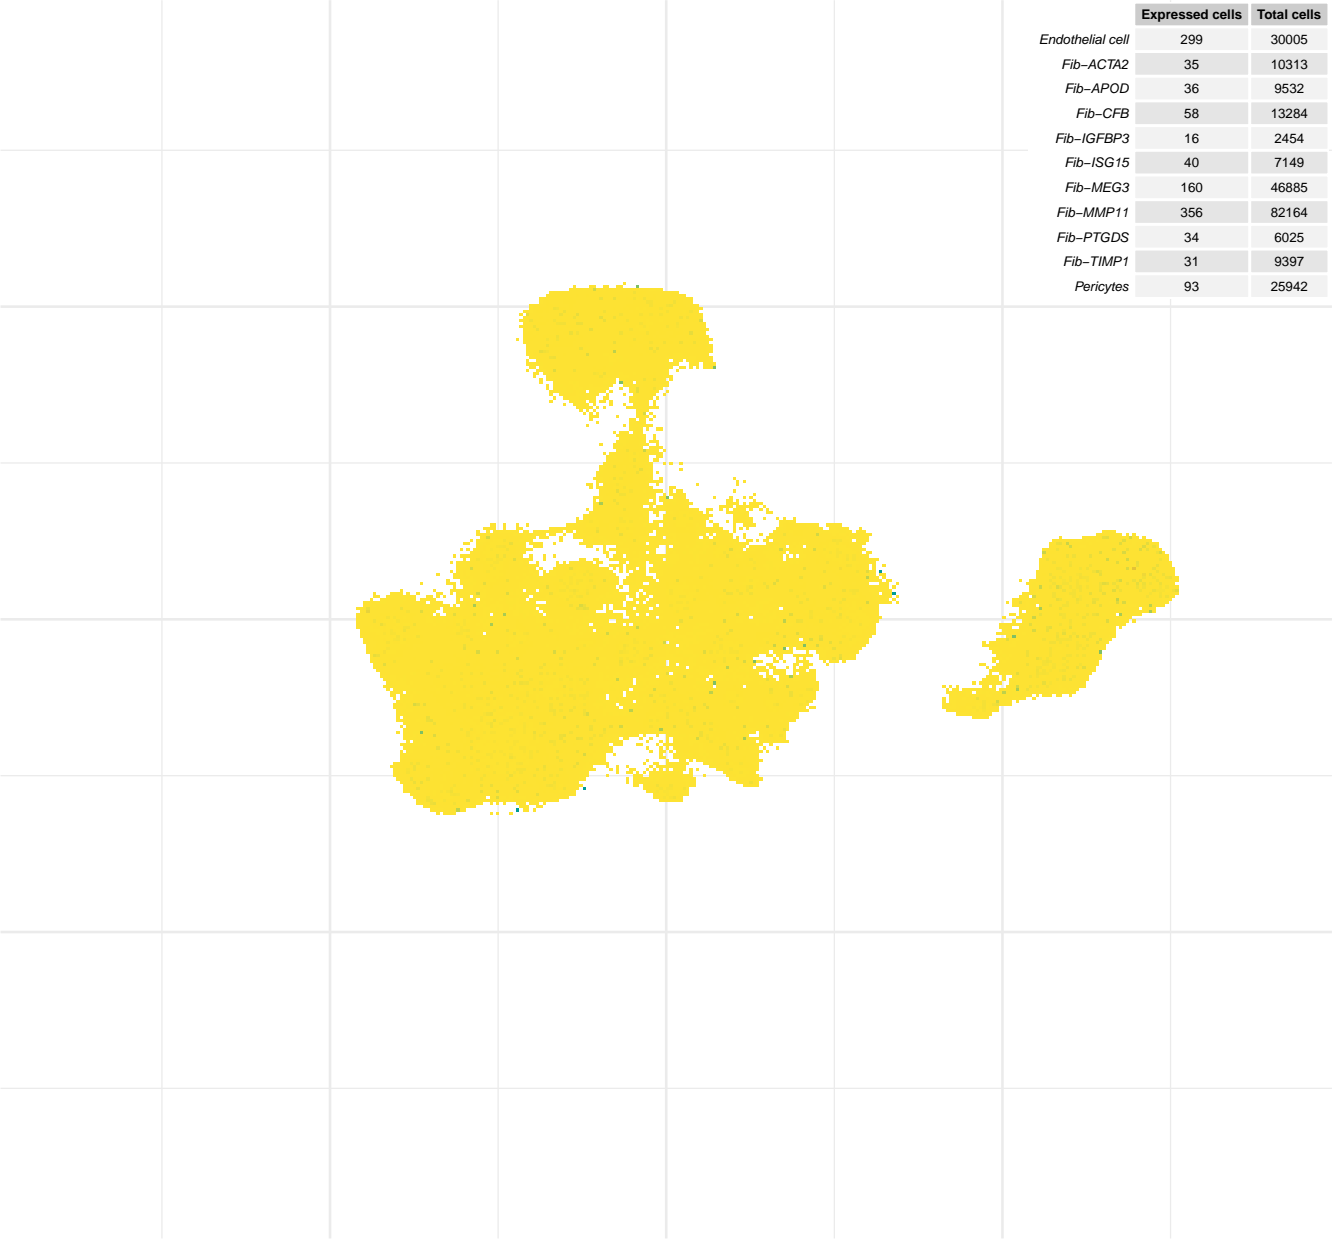 Expressed cells Total cells
Endothelial cell 299 30005
Fib−ACTA2 35 10313
Fib−APOD 36 9532
Fib−CFB 58 13284
Fib−IGFBP3 16 2454
Fib−ISG15 40 7149
Fib−MEG3 160 46885
Fib−MMP11 356 82164
Fib−PTGDS 34 6025
Fib−TIMP1 31 9397
Pericytes 93 25942